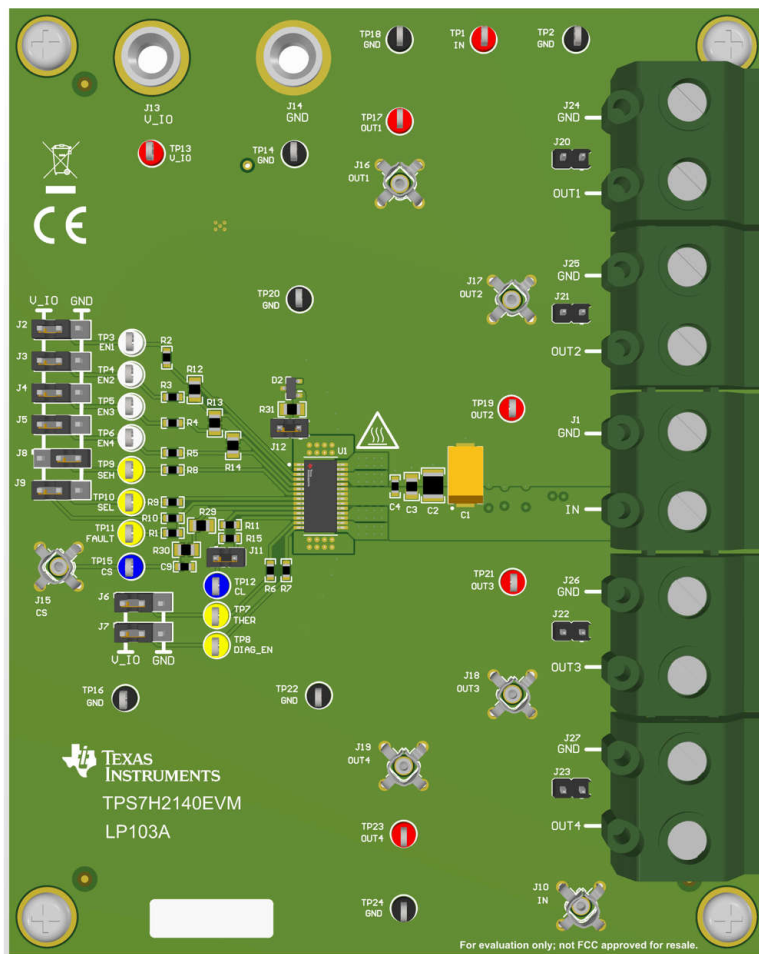 TP18
GND
TP1
IN
TP2
GND
J13
V_IO
J14
GND
TP17
OUT1
J24
GND
TP13
V_IO
TP14
GND
J20
J16
OUT1
OUT1
CE
J25
GND
J17
OUT2
TP20
GND
J21
V_IO
GND
J2
TP3
EN1
R2
OUT2
J3
TP4
EN2
R12
D2
R3
J4
TP5
EN3
R13
R31
TP19
OUT2
J1
GND
R4
J5
TP6
EN4
R14
J12
R5
U1
J8
TP9
SEH
R8
J9
TP10
SEL
R9
C4
C3
C2
C1
IN
R10
R29
R11
TP11
FAULT
R1
R15
R30
J11
J15
CS
TP15
CS
C9
TP12
CL
R6
R7
TP21
OUT3
J26
GND
J6
TP7
THER
J22
J7
TP8
DIAG_EN
V_IO
GND
OUT3
TP16
GND
TP22
GND
J18
OUT3
J19
OUT4
J27
GND
TEXAS
INSTRUMENTS
J23
TPS7H2140EVM
LP103A
TP23
OUT4
OUT4
TP24
GND
J10
IN
For evaluation only; not FCC approved for resale.